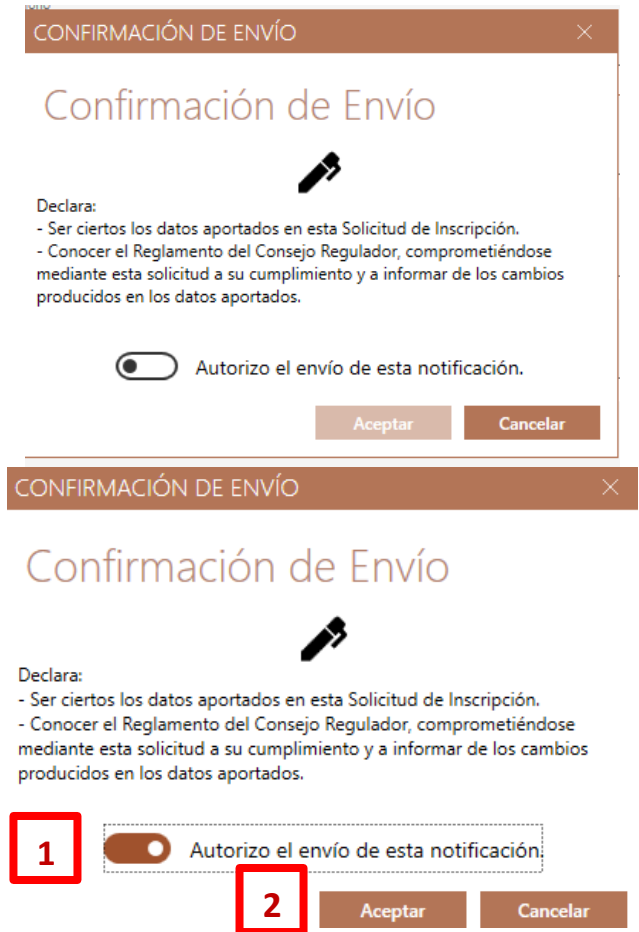 CONFIRMACIÓN DE ENVÍO
Confirmación de Envío
Declara:
- Ser ciertos los datos aportados en esta Solicitud de Inscripción.
- Conocer el Reglamento del Consejo Regulador, comprometiéndose
mediante esta solicitud a su cumplimiento y a informar de los cambios
producidos en los datos aportados.
Autorizo el envío de esta notificación.
Aceptar Cancelar
CONFIRMACIÓN DE ENVÍO
Confirmación de Envío
Declara:
- Ser ciertos los datos aportados en esta Solicitud de Inscripción.
- Conocer el Reglamento del Consejo Regulador, comprometiéndose
mediante esta solicitud a su cumplimiento y a informar de los cambios
producidos en los datos aportados.
1 Autorizo el envío de esta notificación.
2 Aceptar Cancelar